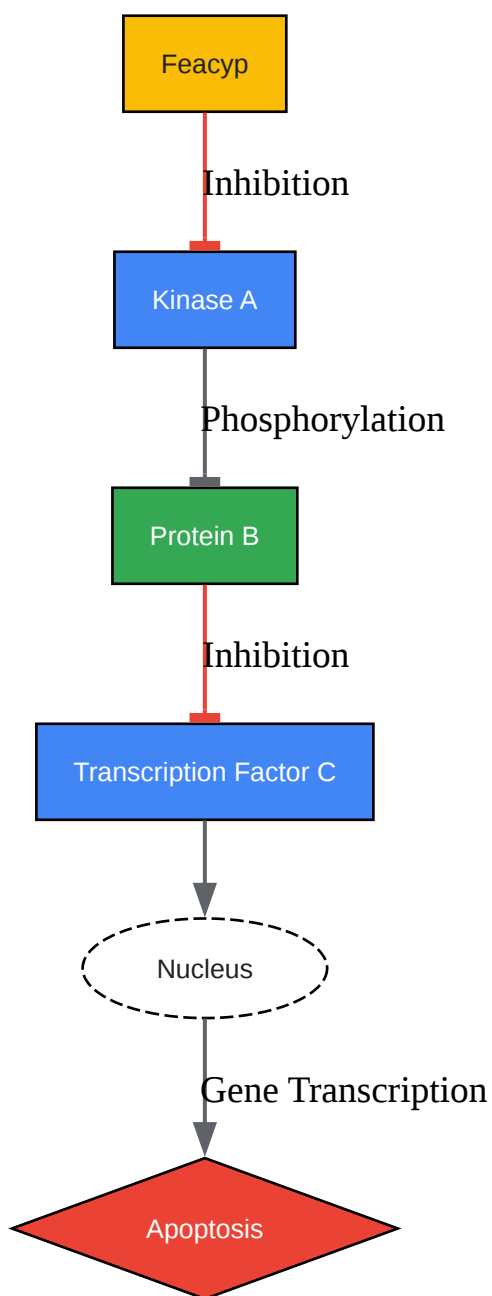 Feacyp
Inhibition
Kinase A
Phosphorylation
Protein B
Inhibition
Transcription Factor C
Nucleus
Gene Transcription
Apoptosis